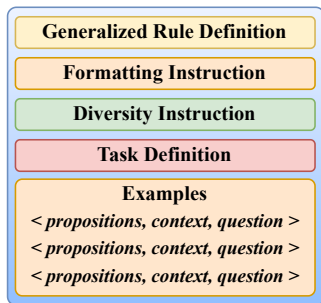 Generalized Rule Definition
Formatting Instruction
Diversity Instruction
Task Definition
Examples
< propositions, context, question >
< propositions, context, question >
< propositions, context, question >